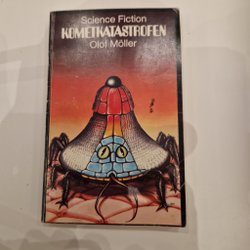 Science Fiction
KOMETKATASTROFEN
Olof Möller